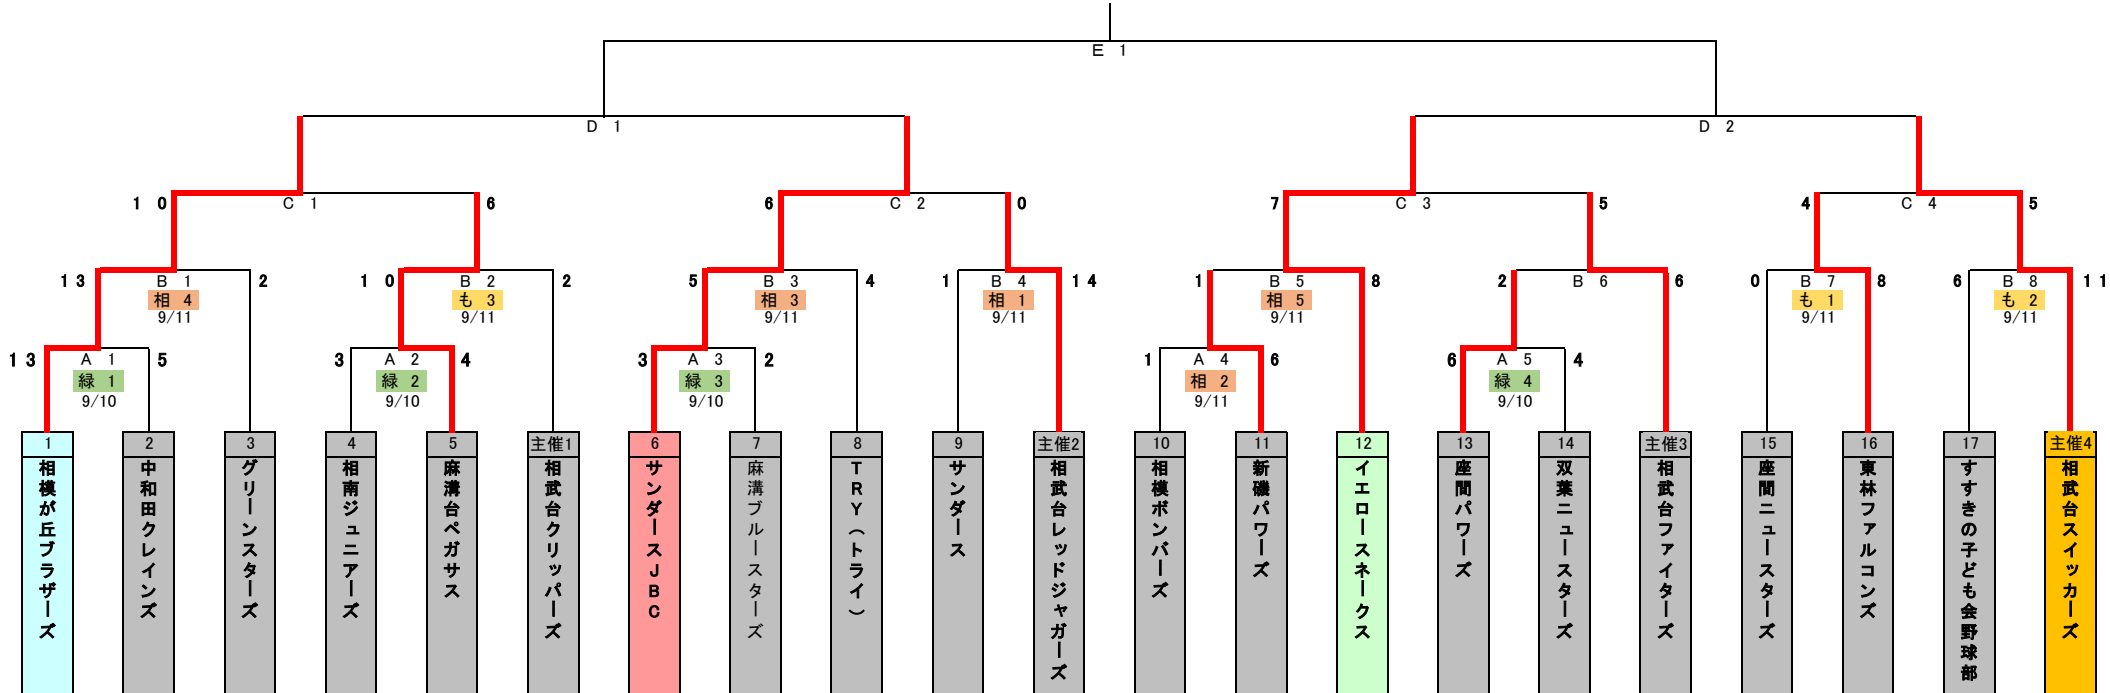 E 1
D 1
D 2
10 C 1 6
6 C 2 0
7 C 3 5
4 C 4 5
13 B 1 2
10 B 2 2
5 B 3 4
1 B 4 14
1 B 5 8
2 B 6 6
0 B 7 8
6 B 8 11
相 4
も 3
相 3
相 1
相 5
も 1
も 2
9/11
9/11
9/11
9/11
9/11
9/11
9/11
13 A 1 5
3 A 2 4
3 A 3 2
1 A 4 6
6 A 5 4
緑 1
緑 2
緑 3
相 2
緑 4
9/10
9/10
9/10
9/11
9/10
1
相模が丘ブラザーズ
2
中和田クレインズ
3
グリーンスターズ
4
相南ジュニアーズ
5
麻溝台ペガサス
主催1
相武台クリッパーズ
6
サンダースJBC
7
麻溝ブルースターズ
8
TRY(トライ)
9
サンダース
主催2
相武台レッドジャガーズ
10
相模ボンバーズ
11
新磯パワーズ
12
イエロースネークス
13
座間パワーズ
14
双葉ニュースターズ
主催3
相武台ファイターズ
15
座間ニュースターズ
16
東林ファルコンズ
17
すすきの子ども会野球部
主催4
相武台スイッカーズ